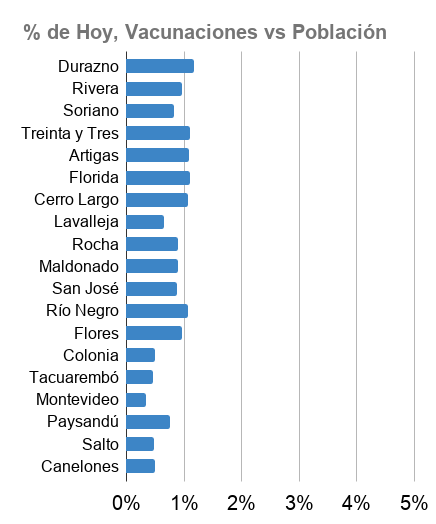 % de Hoy, Vacunaciones vs Población
Durazno
Rivera
Soriano
Treinta y Tres
Artigas
Florida
Cerro Largo
Lavalleja
Rocha
Maldonado
San José
Río Negro
Flores
Colonia
Tacuarembó
Montevideo
Paysandú
Salto
Canelones
0% 1% 2% 3% 4% 5%